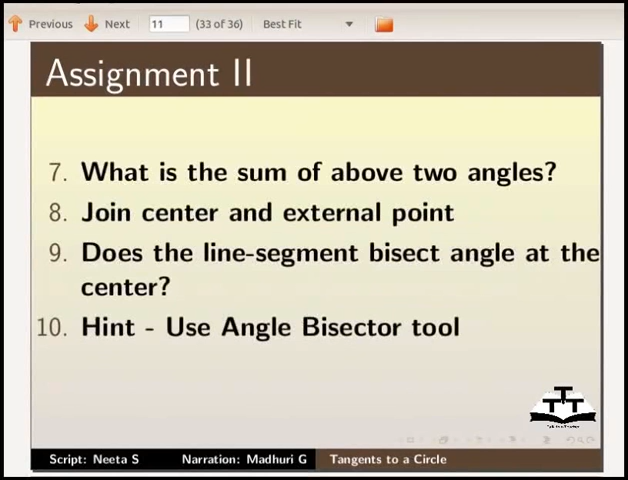 Previous Next 11 (33 of 36) Best Fit
Assignment II
7. What is the sum of above two angles?
8. Join center and external point
9. Does the line-segment bisect angle at the
center?
10. Hint - Use Angle Bisector tool
Script: Neeta S Narration: Madhuri G Tangents to a Circle